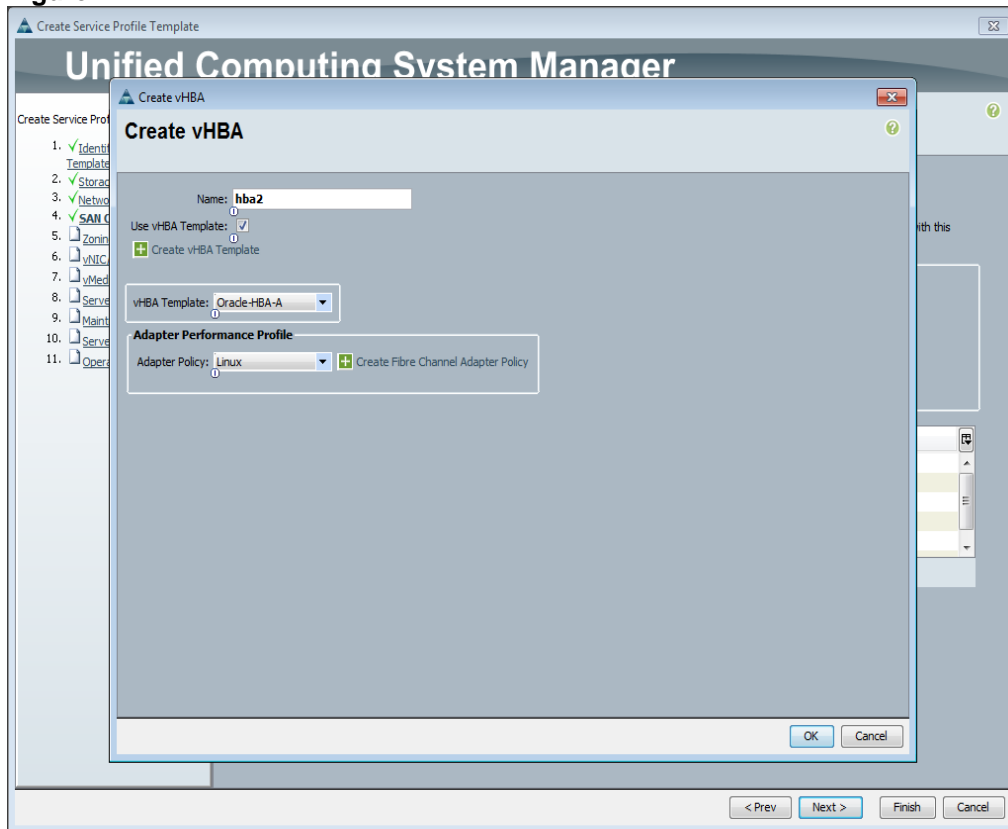 Create Service Profile Template
Unified Computing System Manager
Create vHBA
Create Service Prof
Create vHBA
1. Identif
Template
2. Storag
3. Netwo
4. SAN C
5. Zonin
6. vNIC/
7. vMed
8. Serve
9. Maint
10. Serve
11. Opera
Name: hba2
Use vHBA Template:
Create vHBA Template
ith this
vHBA Template: Oracle-HBA-A
Adapter Performance Profile
Adapter Policy: Linux
Create Fibre Channel Adapter Policy
OK Cancel
< Prev Next > Finish Cancel